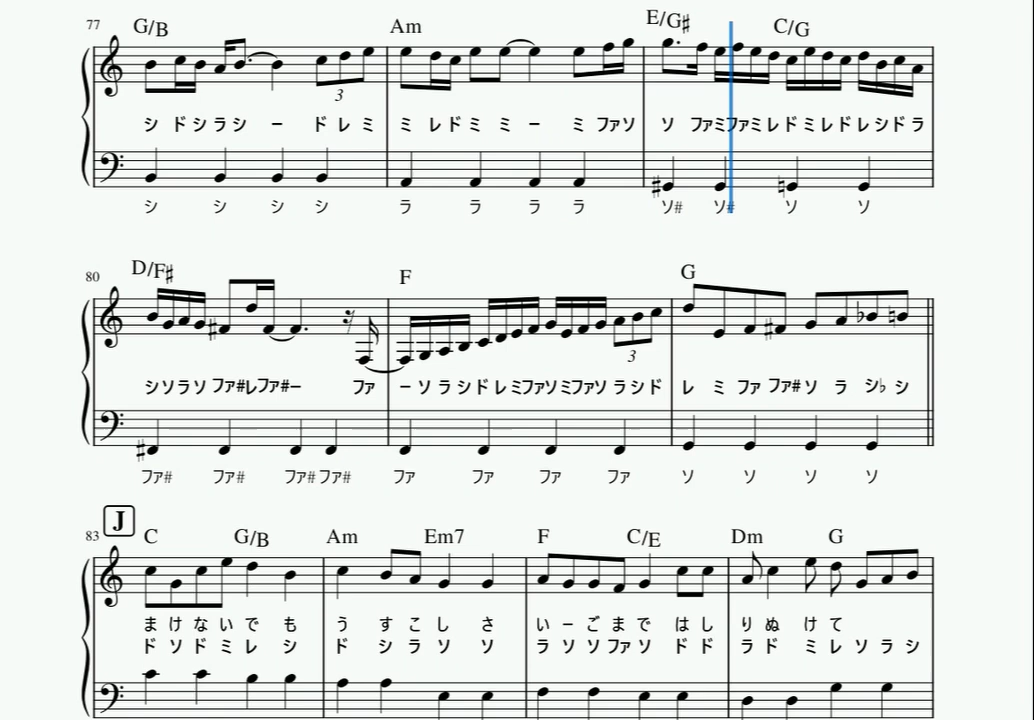 77 G/B Am E/G♯ C/G
3
シ ド シ ラ シ ー ド レ ミ ミ レ ド ミ ミ ー ミ ファ ソ ソ ファ ミ ファ ミ レ ド ミ レ ド レ シ ド ラ
シ シ シ シ ラ ラ ラ ラ ソ# ソ# ソ ソ
80 D/F♯ F G
3
シ ソ ラ ソ ファ# レ ファ# ー ファ ー ソ ラ シ ド レ ミ ファ ソ ミ ファ ソ ラ シ ド レ ミ ファ ファ# ソ ラ シ♭ シ
ファ# ファ# ファ# ファ# ファ ファ ファ ファ ソ ソ ソ ソ
J
83 C G/B Am Em7 F C/E Dm G
ま け な い で も う す こ し さ い ー ご ま で は し り ぬ け て
ド ソ ド ミ レ シ ド シ ラ ソ ソ ラ ソ ソ ファ ソ ド ド ラ ド ミ レ ソ ラ シ